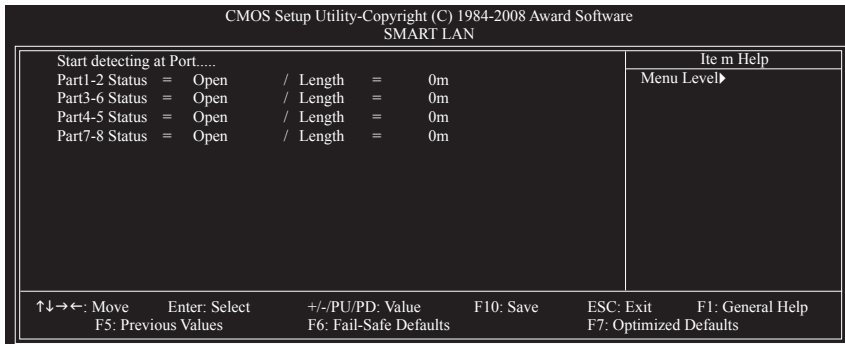 CMOS Setup Utility-Copyright (C) 1984-2008 Award Software
SMART LAN
Start detecting at Port.....
Part1-2 Status = Open / Length = 0m
Part3-6 Status = Open / Length = 0m
Part4-5 Status = Open / Length = 0m
Part7-8 Status = Open / Length = 0m
Ite m Help
Menu Level▶
↑↓→←: Move Enter: Select +/-/PU/PD: Value F10: Save ESC: Exit F1: General Help
F5: Previous Values F6: Fail-Safe Defaults F7: Optimized Defaults